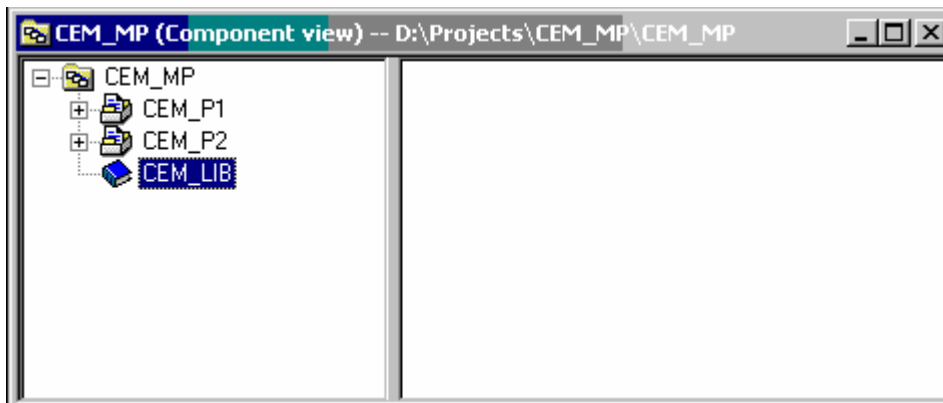 CEM_MP (Component view) -- D:\Projects\CEM_MP\CEM_MP
CEM_MP
CEM_P1
CEM_P2
CEM_LIB